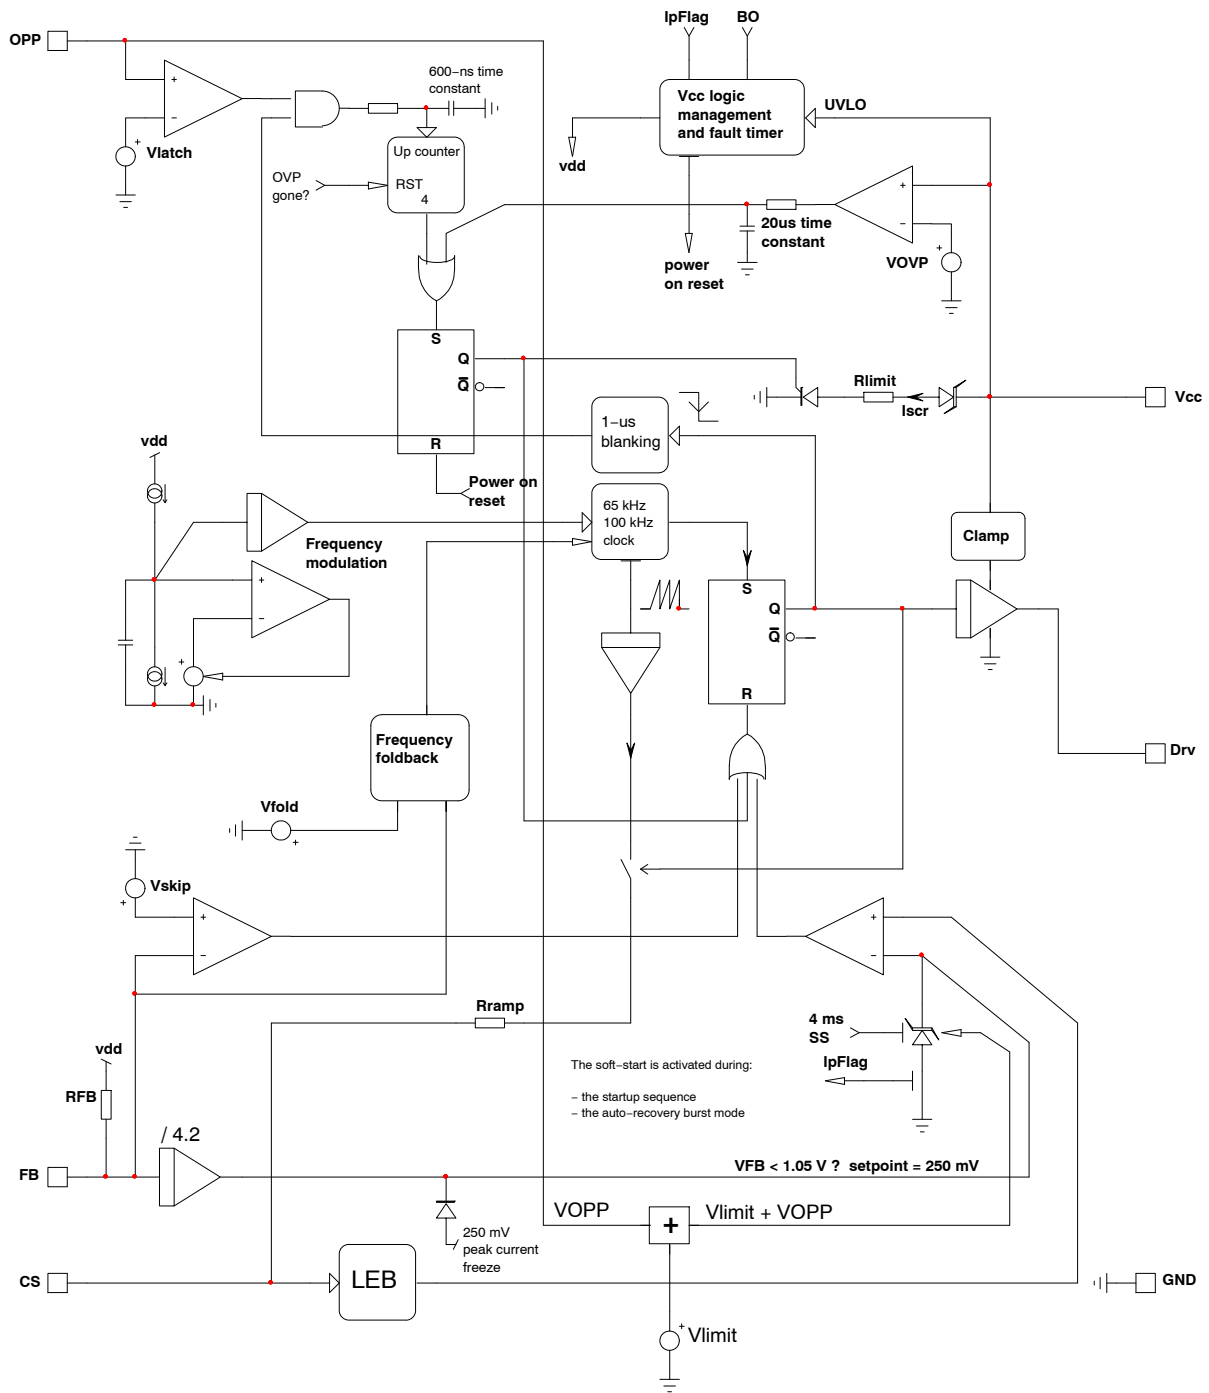 IpFlag
BO
OPP
600-ns time
constant
Vcc logic
management
and fault timer
UVLO
+
−
+
Vlatch
Up counter
RST
4
OVP
gone?
vdd
+
−
+
20us time
constant
VOVP
power
on reset
S
Q
Q
R
Rlimit
Iscr
Vcc
1-us
blanking
vdd
Power on
reset
65 kHz
100 kHz
clock
Clamp
Frequency
modulation
+
−
+
S
Q
Q
R
Frequency
foldback
Drv
Vfold
+
Vskip
+
+
−
+
−
Rramp
4 ms
SS
vdd
RFB
The soft-start is activated during:
IpFlag
- the startup sequence
- the auto-recovery burst mode
/ 4.2
FB
VFB < 1.05 V ? setpoint = 250 mV
VOPP
+
Vlimit + VOPP
250 mV
peak current
freeze
CS
LEB
GND
+
Vlimit